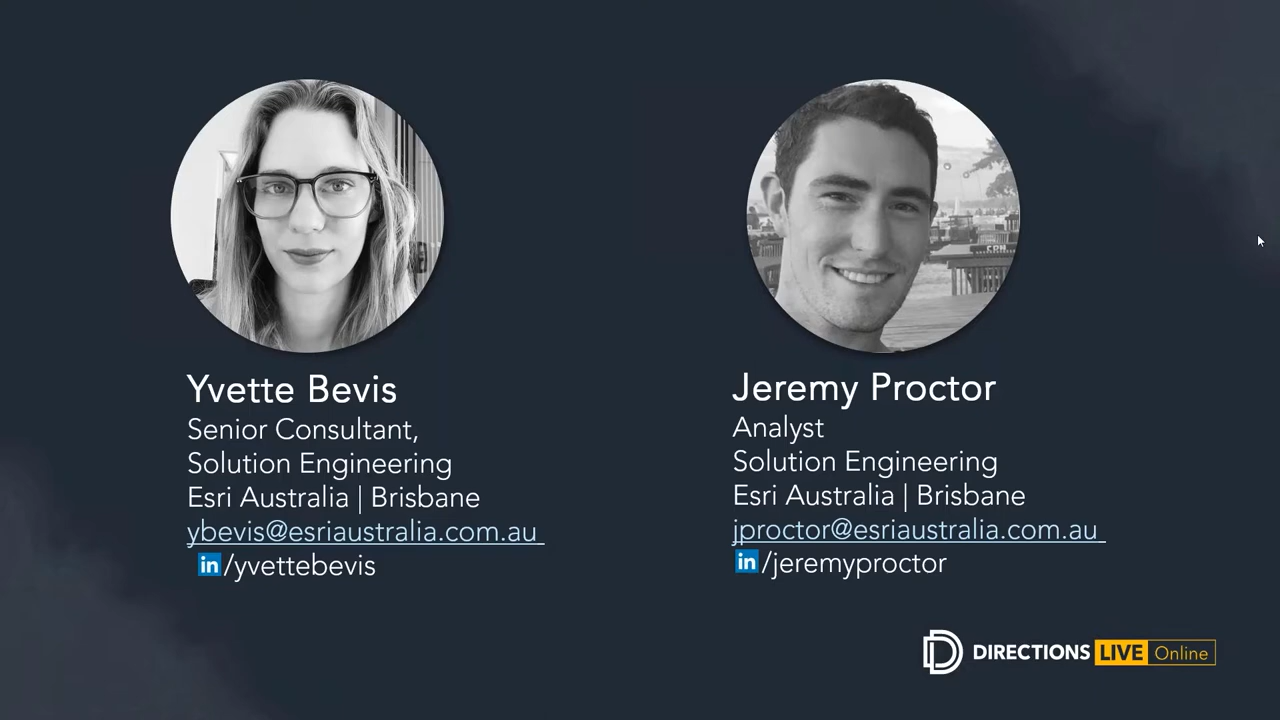 Yvette Bevis
Senior Consultant,
Solution Engineering
Esri Australia | Brisbane
ybevis@esriaustralia.com.au
in/yvettebevis
Jeremy Proctor
Analyst
Solution Engineering
Esri Australia | Brisbane
jproctor@esriaustralia.com.au
in/jeremyproctor
DIRECTIONS LIVE Online